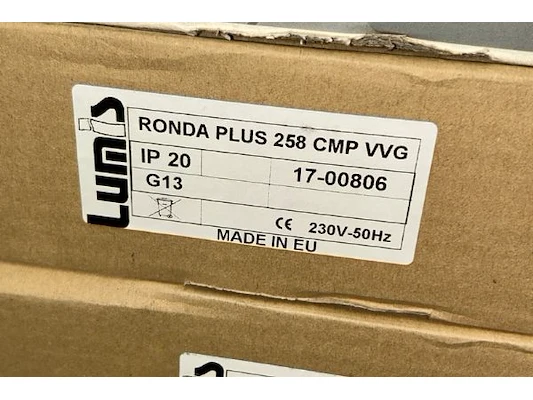 LUMS
RONDA PLUS 258 CMP VVG
IP 20
17-00806
G13
CE 230V-50Hz
MADE IN EU